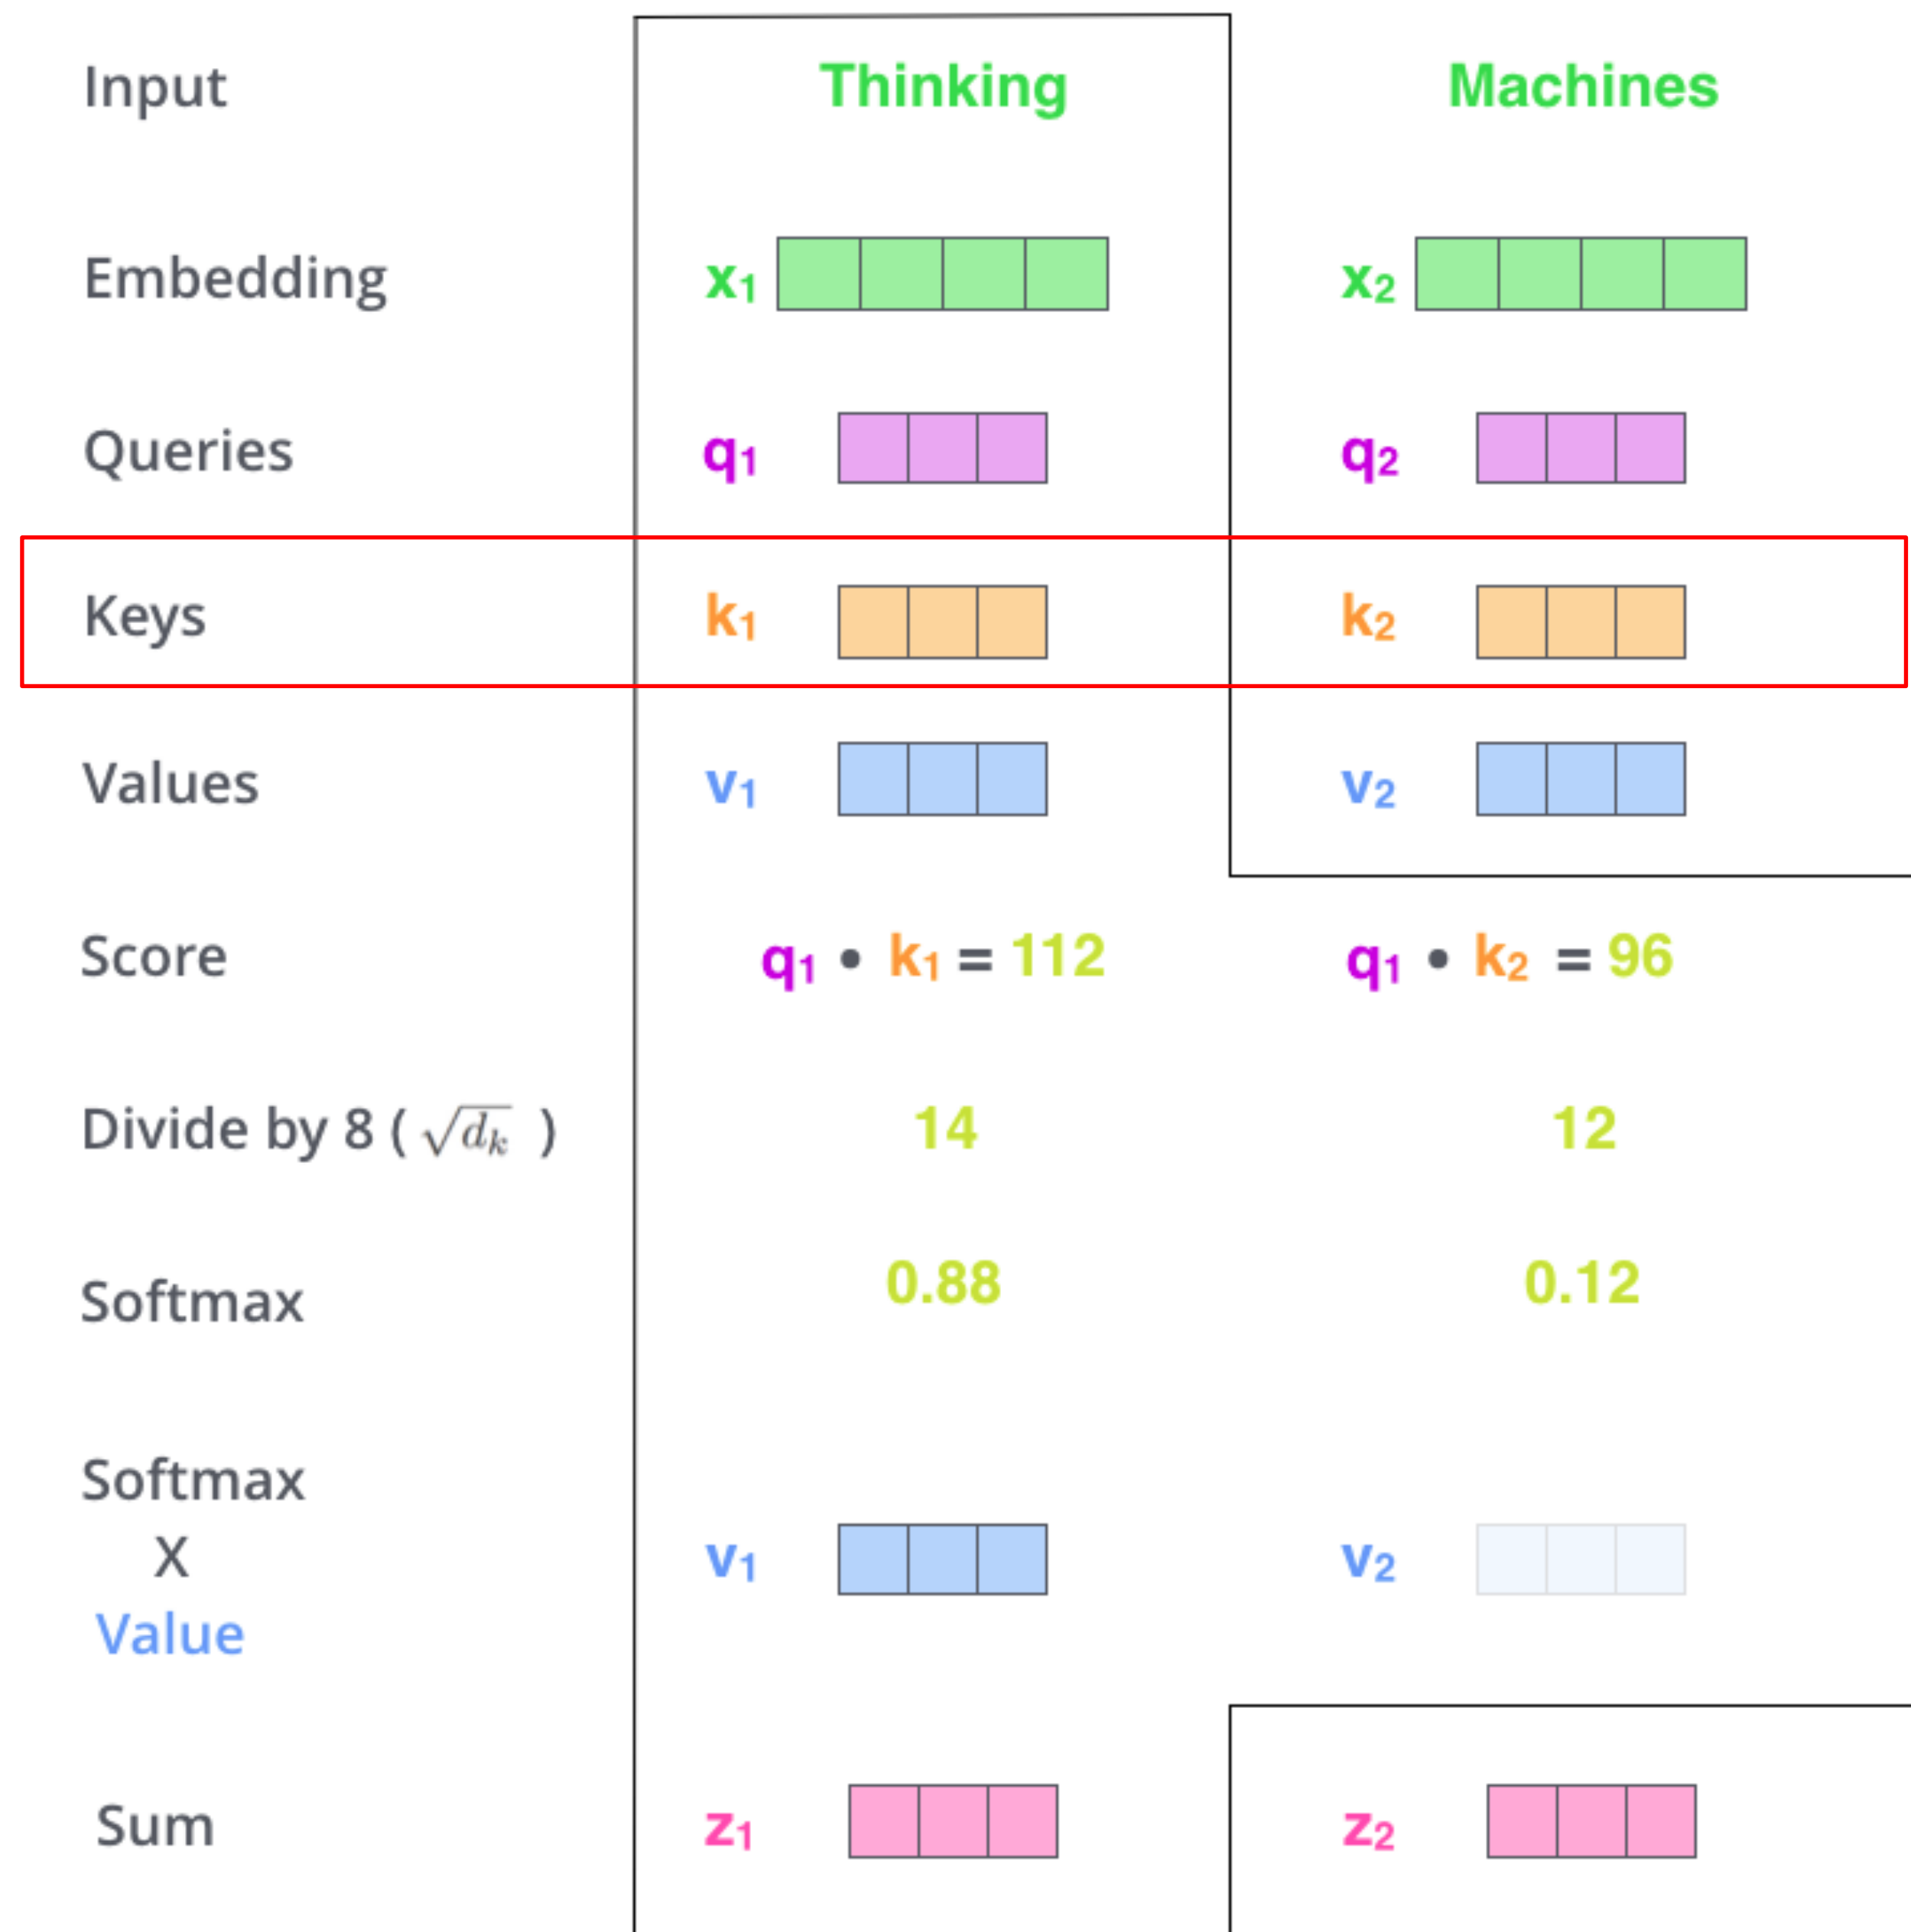 Input Thinking Machines
Embedding x₁ x₂
Queries q₁ q₂
Keys k₁ k₂
Values v₁ v₂
Score q₁ • k₁ = 112 q₁ • k₂ = 96
Divide by 8 ( √dₖ ) 14 12
Softmax 0.88 0.12
Softmax
X v₁ v₂
Value
Sum z₁ z₂